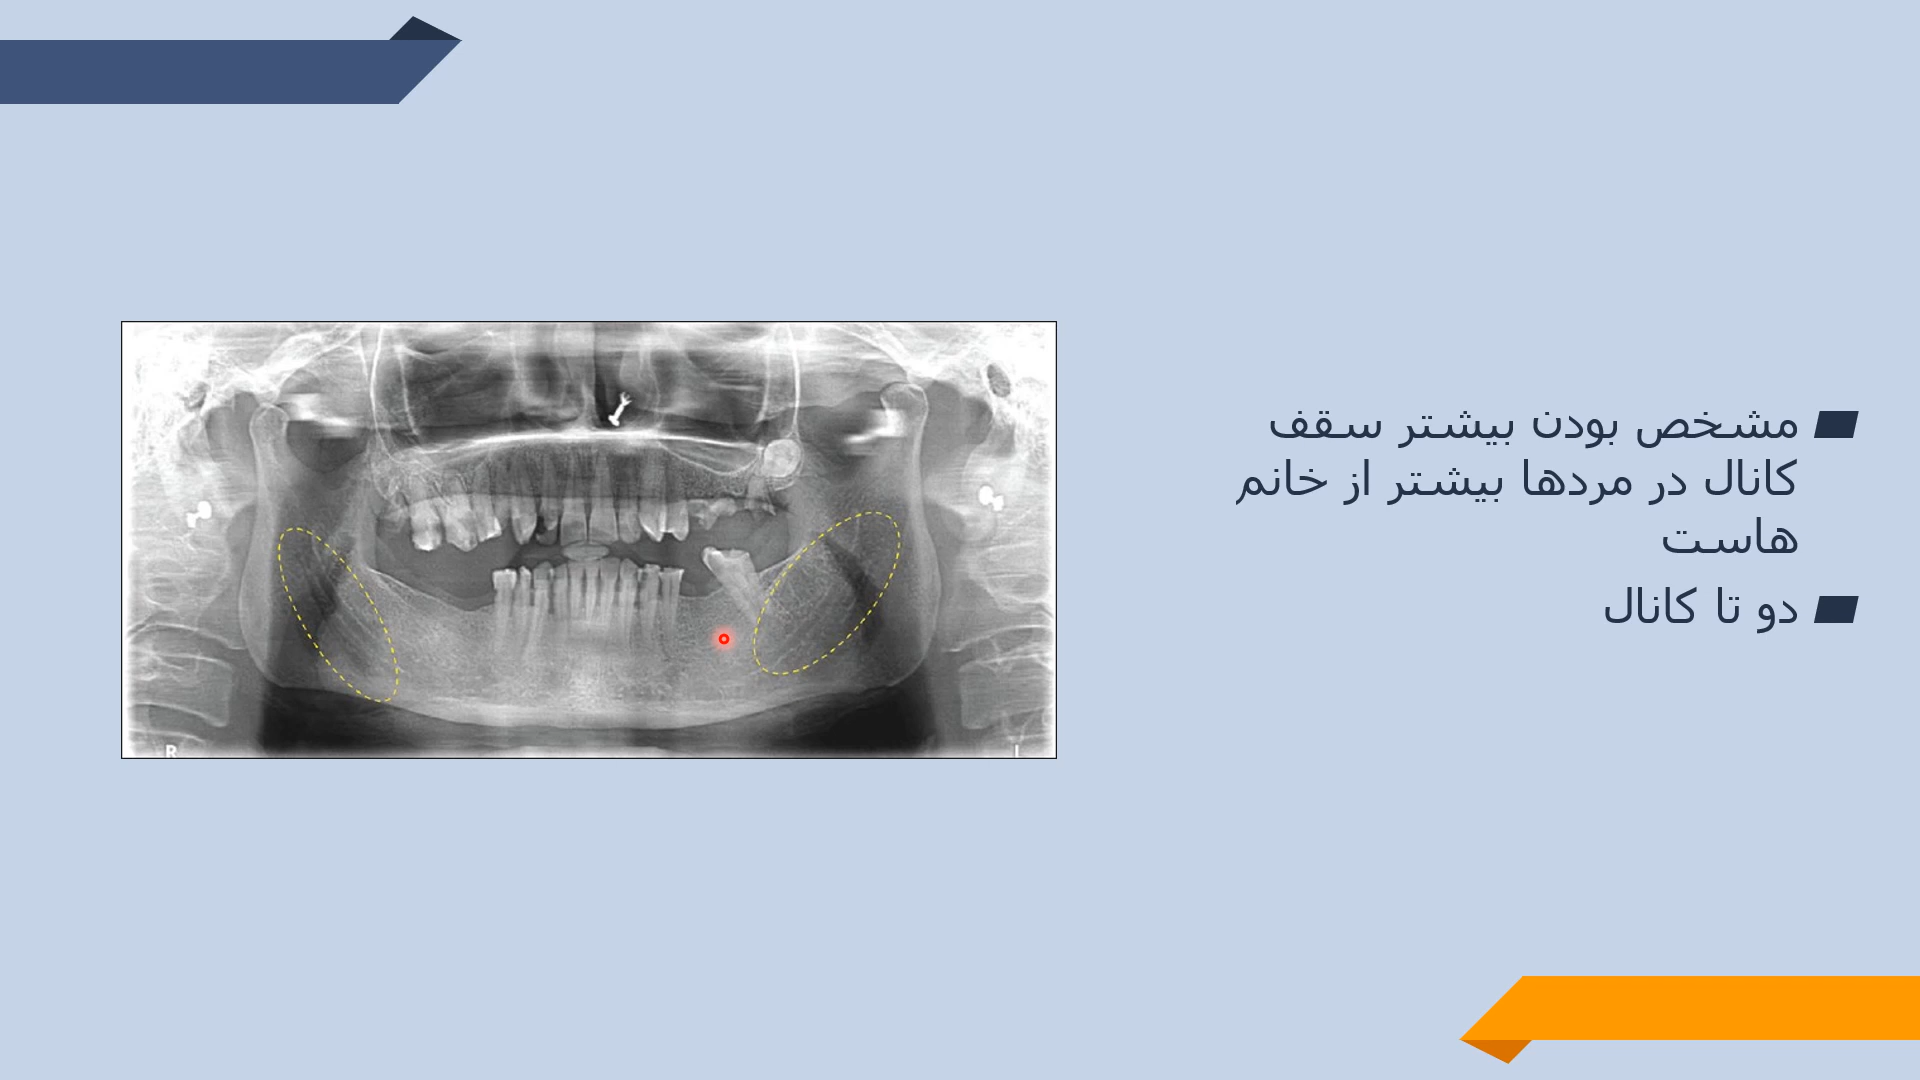 مشخص بودن بیشتر سقف
کانال در مردها بیشتر از خانم
هاست
دو تا کانال
R
L